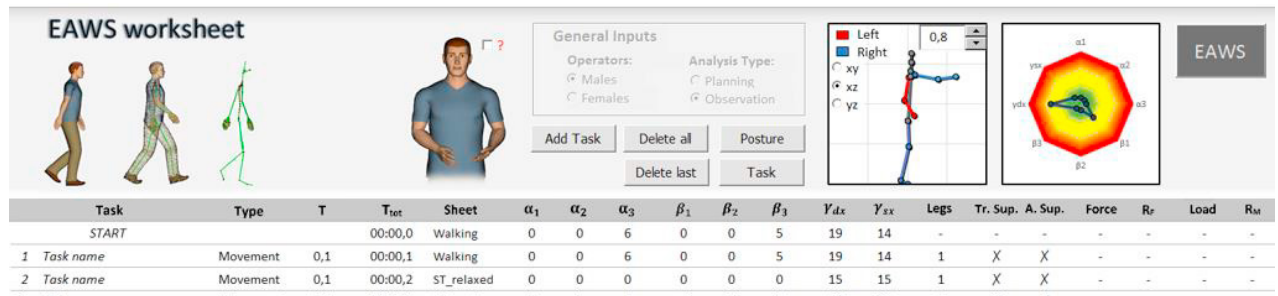 EAWS worksheet
?
General Inputs
Operators:
Analysis Type:
Males
Planning
Females
Observation
Add Task
Delete all
Posture
Delete last
Task
Left
Right
0,8
xy
xz
yz
α1
α2
α3
β1
β2
β3
γdx
γsx
EAWS
Task Type T Ttot Sheet α1 α2 α3 β1 β2 β3 γdx γsx Legs Tr. Sup. A. Sup. Force RF Load RM
START 00:00,0 Walking 0 0 6 0 0 5 19 14 - - - - - - -
1 Task name Movement 0,1 00:00,1 Walking 0 0 6 0 0 5 19 14 1 X X - - - -
2 Task name Movement 0,1 00:00,2 ST_relaxed 0 0 0 0 0 0 15 15 1 X X - - - -